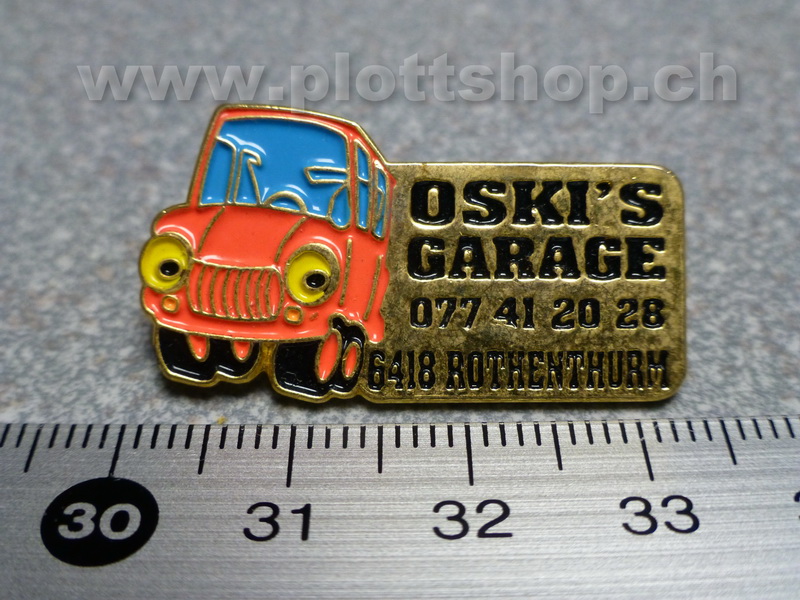 www.plottshop.ch
OSKI'S
GARAGE
077 41 20 28
6418 ROTHENTHURM
30 31 32 33